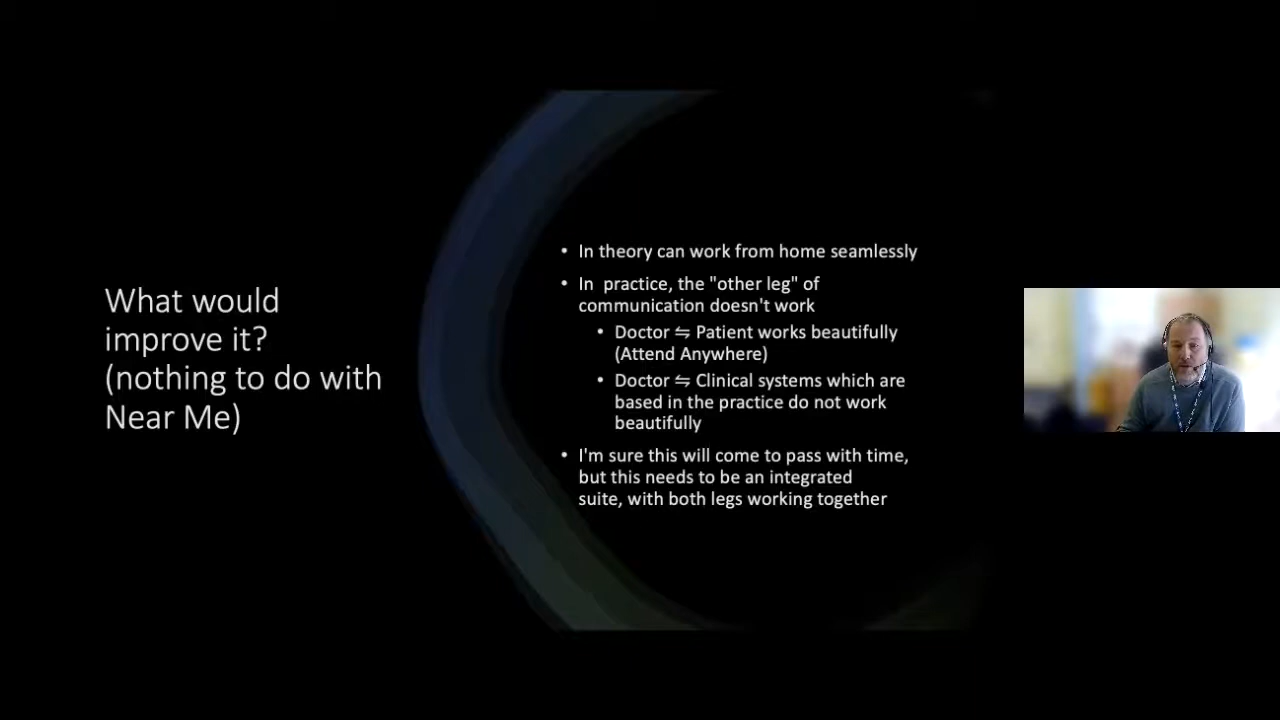 What would
improve it?
(nothing to do with
Near Me)
• In theory can work from home seamlessly
• In  practice, the "other leg" of
communication doesn't work
• Doctor ⇋ Patient works beautifully
(Attend Anywhere)
• Doctor ⇋ Clinical systems which are
based in the practice do not work
beautifully
• I'm sure this will come to pass with time,
but this needs to be an integrated
suite, with both legs working together